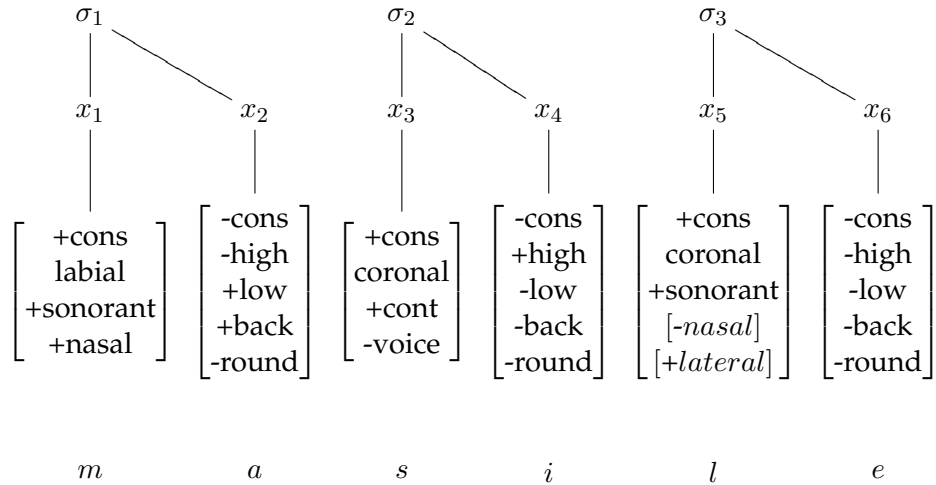 σ1 σ2 σ3
x1 x2 x3 x4 x5 x6
+cons
labial
+sonorant
+nasal
-cons
-high
+low
+back
-round
+cons
coronal
+cont
-voice
-cons
+high
-low
-back
-round
+cons
coronal
+sonorant
[-nasal]
[+lateral]
-cons
-high
-low
-back
-round
m a s i l e